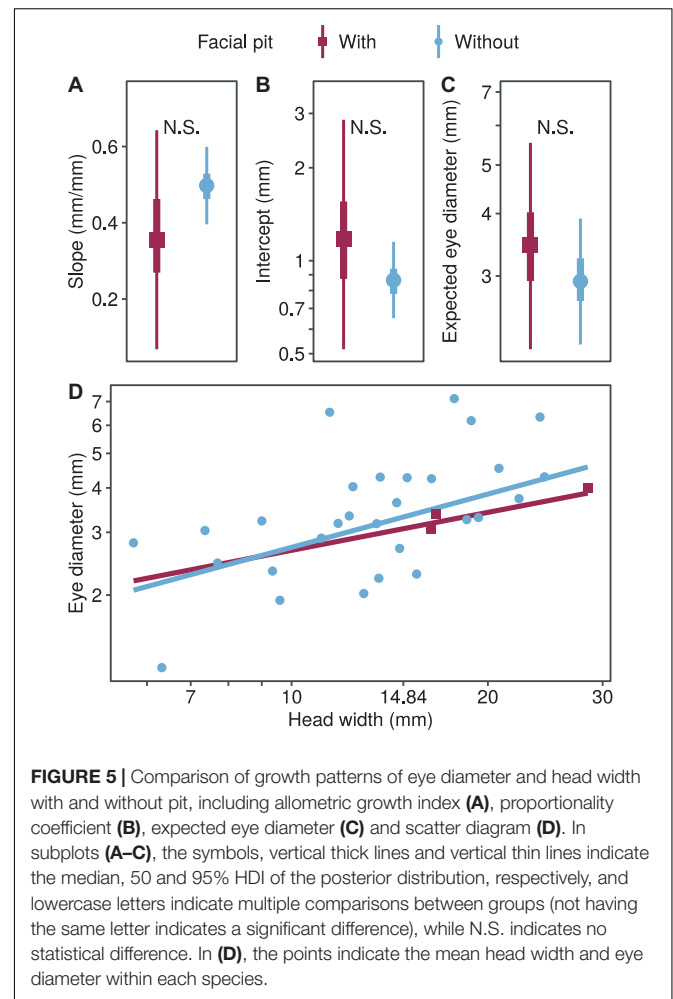 Facial pit With Without
A B C
N.S. N.S. N.S.
Slope (mm/mm)
0.6
0.4
0.2
Intercept (mm)
3
2
1
0.7
0.5
Expected eye diameter (mm)
7
5
4
3
D
Eye diameter (mm)
7
6
5
4
3
2
7 10 14.84 20 30
Head width (mm)
FIGURE 5 | Comparison of growth patterns of eye diameter and head width
with and without pit, including allometric growth index (A), proportionality
coefficient (B), expected eye diameter (C) and scatter diagram (D). In
subplots (A–C), the symbols, vertical thick lines and vertical thin lines indicate
the median, 50 and 95% HDI of the posterior distribution, respectively, and
lowercase letters indicate multiple comparisons between groups (not having
the same letter indicates a significant difference), while N.S. indicates no
statistical difference. In (D), the points indicate the mean head width and eye
diameter within each species.